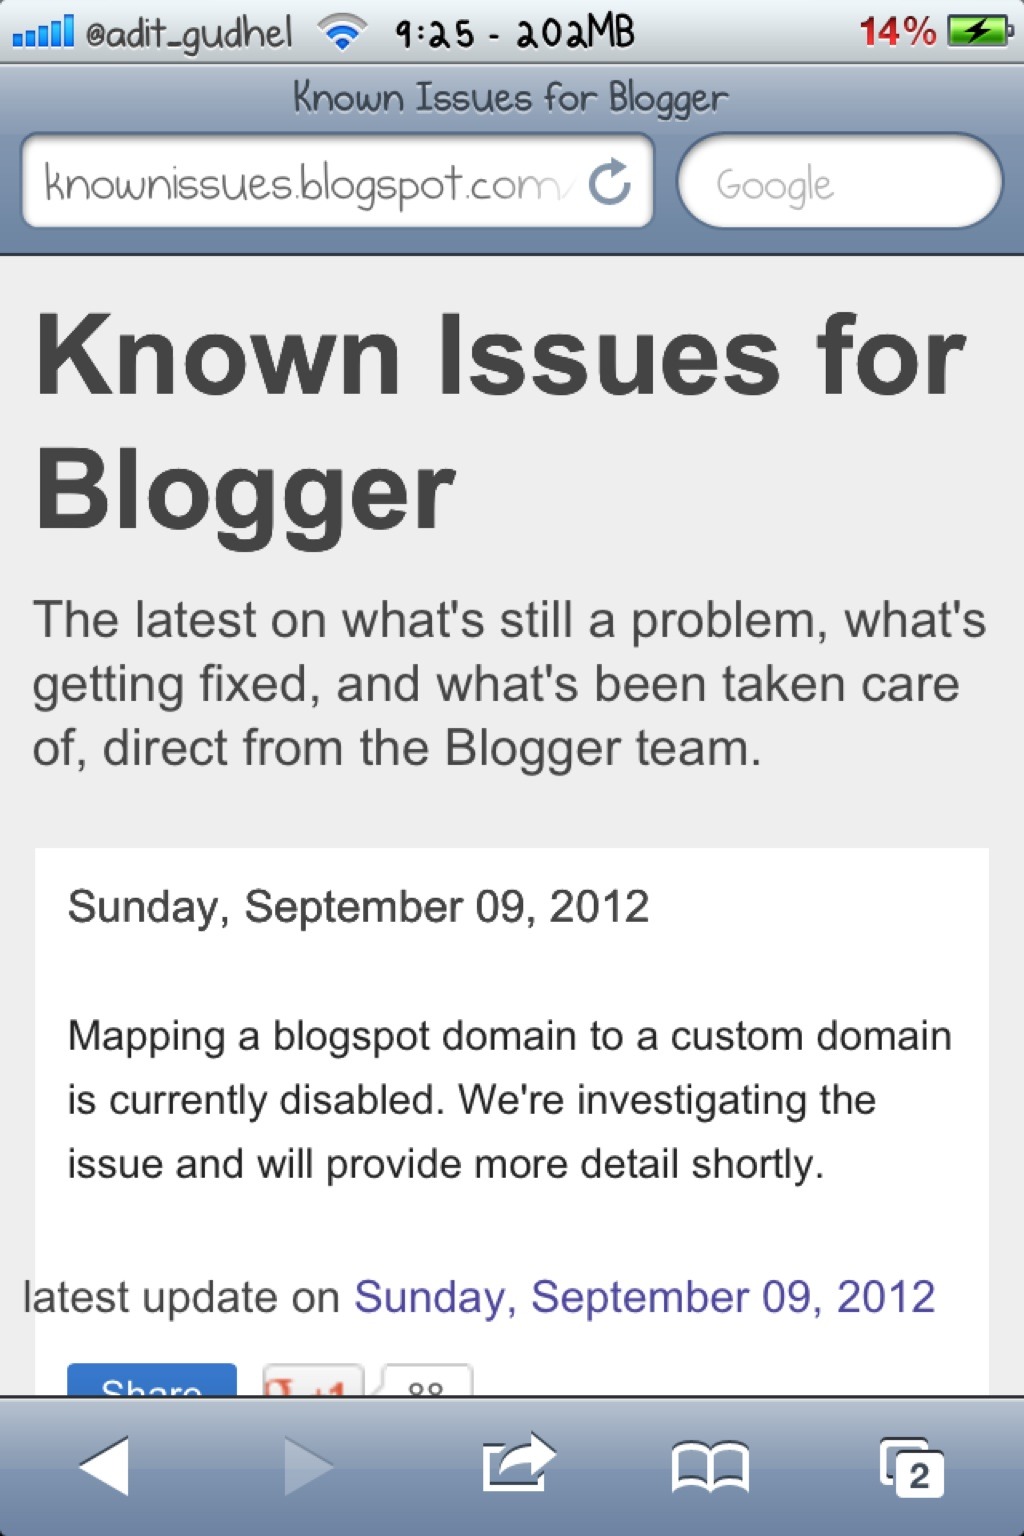 @adit_gudhel 9:25 - 202MB 14%
Known Issues for Blogger
knownissues.blogspot.com/ Google
Known Issues for
Blogger
The latest on what's still a problem, what's
getting fixed, and what's been taken care
of, direct from the Blogger team.
Sunday, September 09, 2012
Mapping a blogspot domain to a custom domain
is currently disabled. We're investigating the
issue and will provide more detail shortly.
latest update on Sunday, September 09, 2012
Share +1 88
2